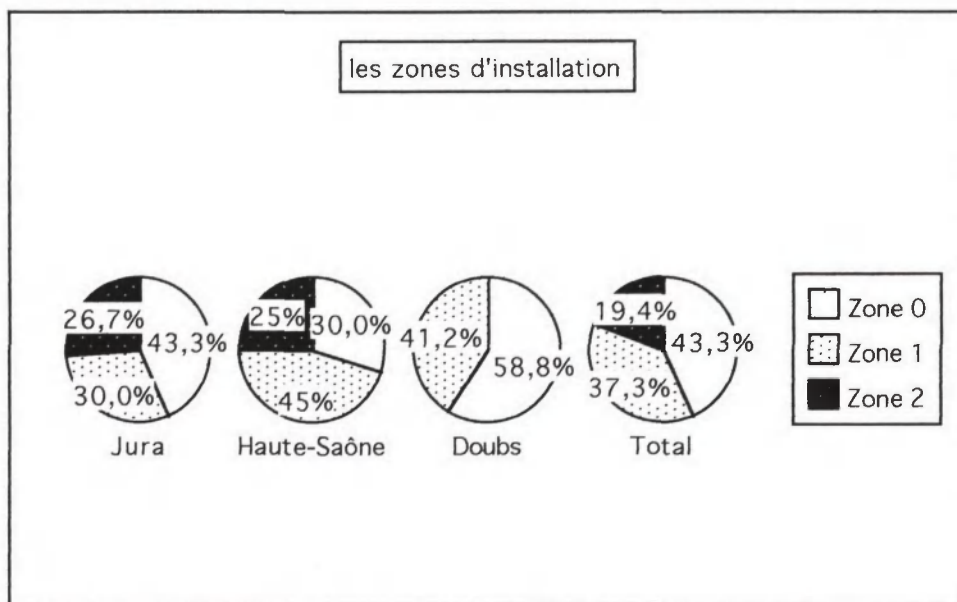 les zones d'installation
26,7%
43,3%
30,0%
Jura
25%
30,0%
45%
Haute-Saône
41,2%
58,8%
Doubs
19,4%
43,3%
37,3%
Total
Zone 0
Zone 1
Zone 2